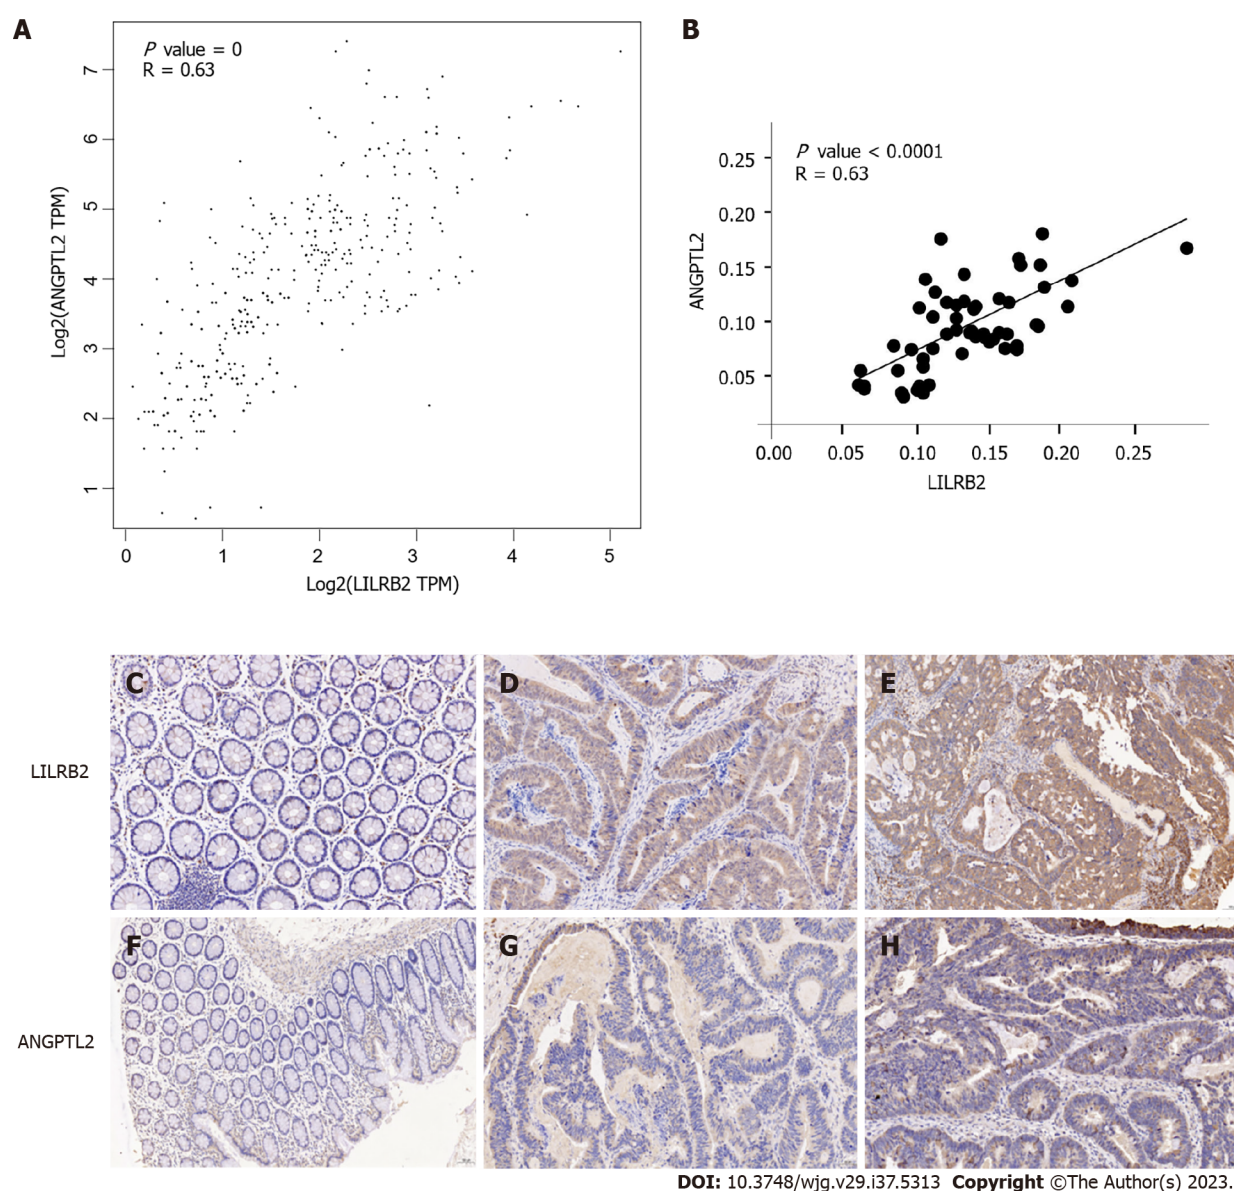 A
P value = 0
R = 0.63
7
6
5
4
3
2
1
Log2(ANGPTL2 TPM)
0 1 2 3 4 5
Log2(LILRB2 TPM)
B
P value < 0.0001
R = 0.63
0.25
0.20
0.15
0.10
0.05
ANGPTL2
0.00 0.05 0.10 0.15 0.20 0.25
LILRB2
C D E
LILRB2
F G H
ANGPTL2
DOI: 10.3748/wjg.v29.i37.5313 Copyright ©The Author(s) 2023.